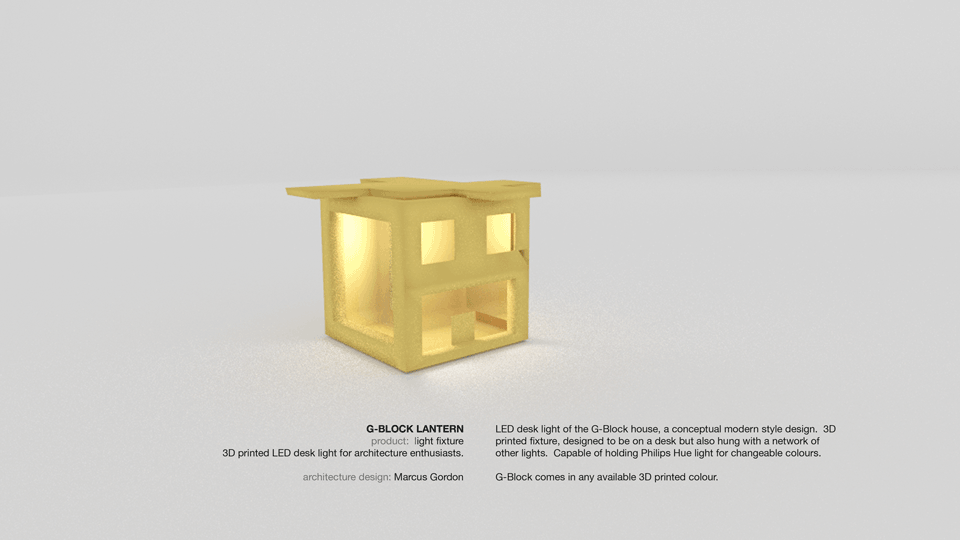 G-BLOCK LANTERN
product: light fixture
3D printed LED desk light for architecture enthusiasts.
architecture design: Marcus Gordon
LED desk light of the G-Block house, a conceptual modern style design. 3D
printed fixture, designed to be on a desk but also hung with a network of
other lights. Capable of holding Philips Hue light for changeable colours.
G-Block comes in any available 3D printed colour.